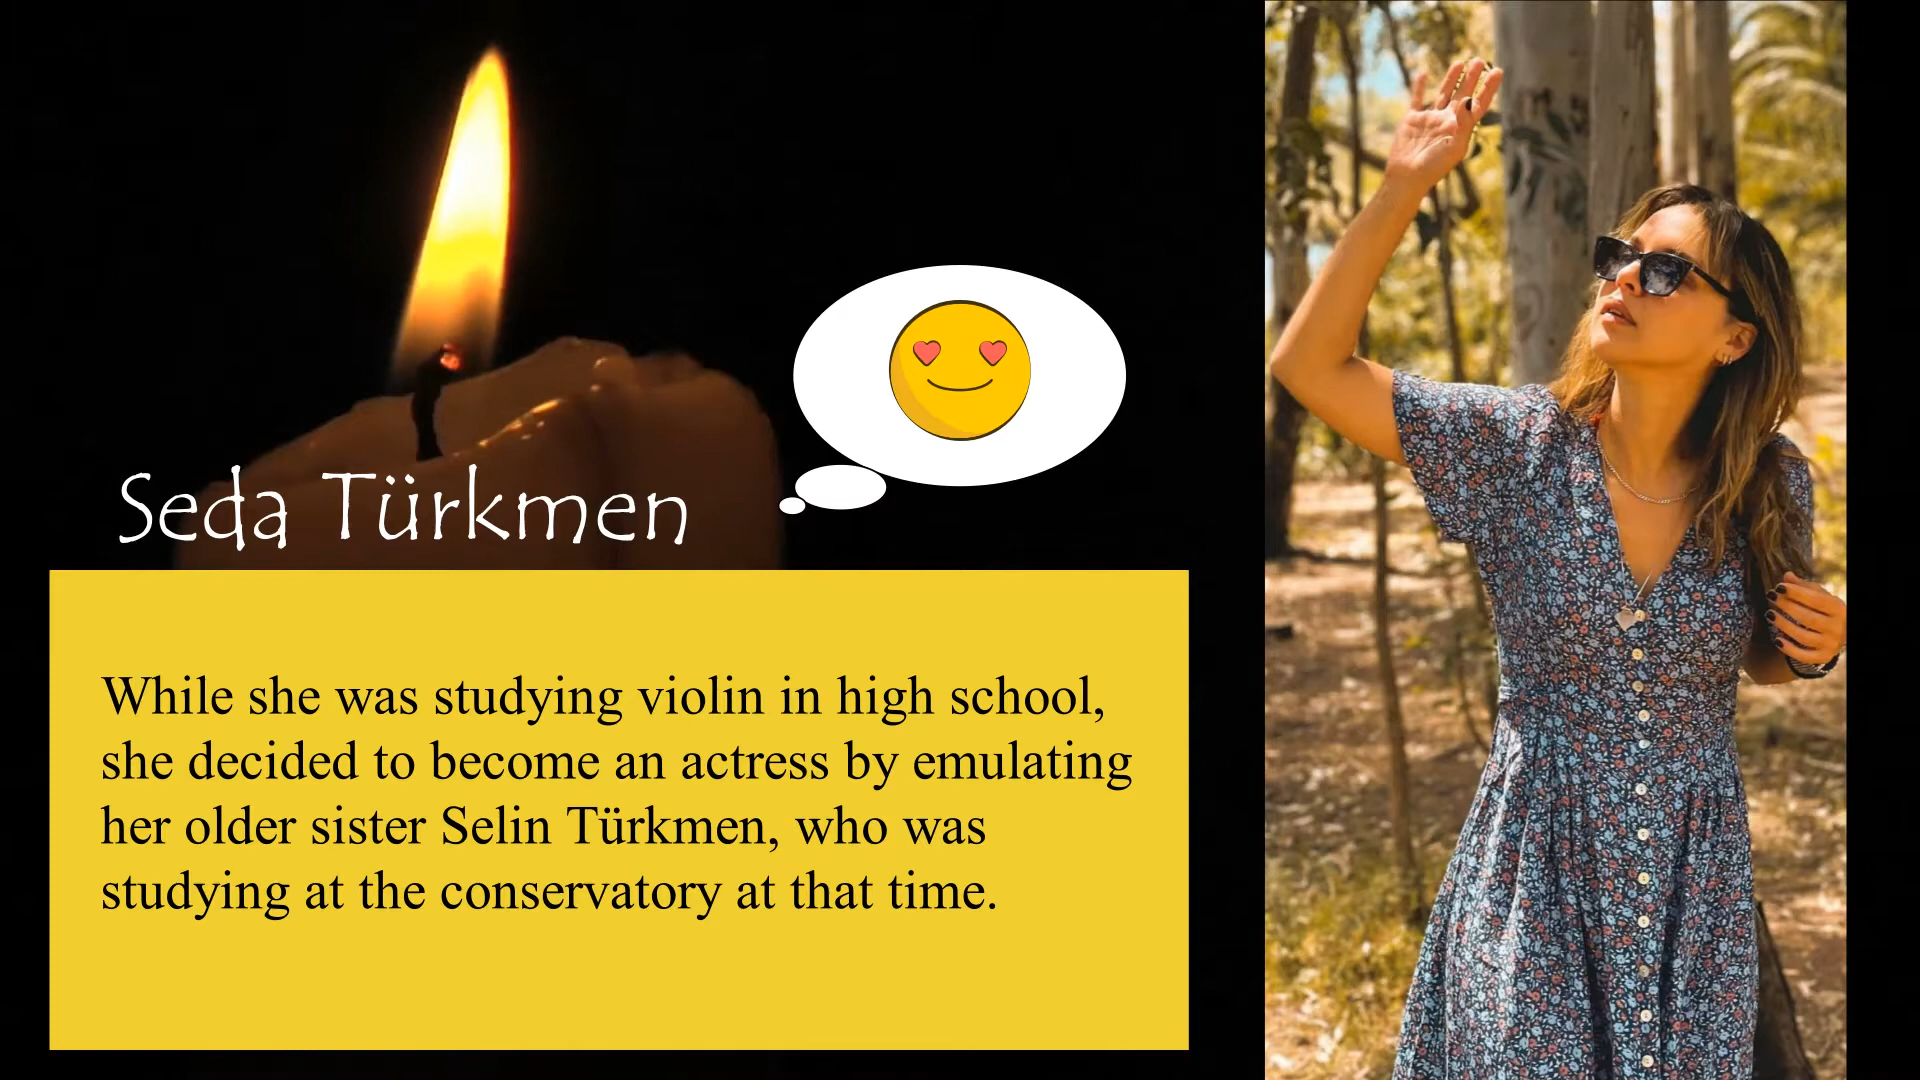 Seda Türkmen
While she was studying violin in high school,
she decided to become an actress by emulating
her older sister Selin Türkmen, who was
studying at the conservatory at that time.